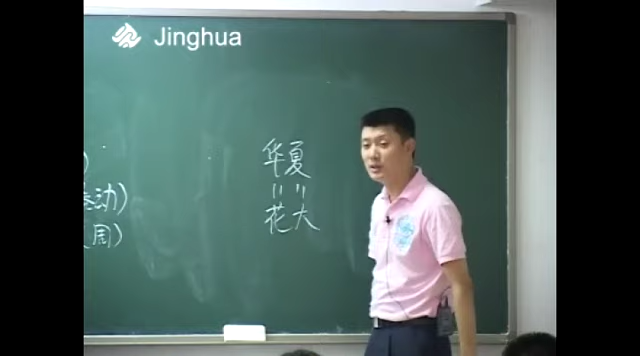 Jinghua
华夏
= =
花大
动)
周)